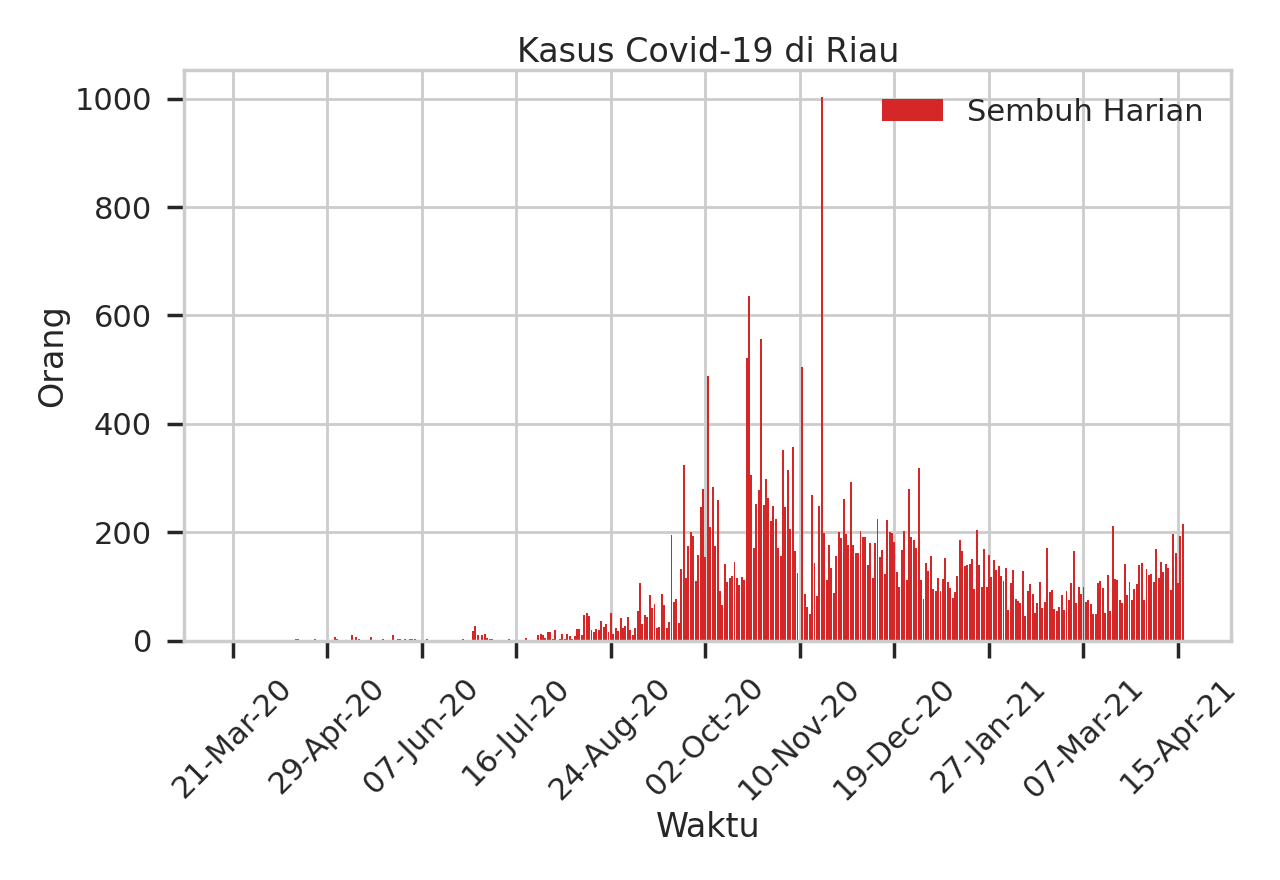 Kasus Covid-19 di Riau
Sembuh Harian
Orang
1000
800
600
400
200
0
21-Mar-20
29-Apr-20
07-Jun-20
16-Jul-20
24-Aug-20
02-Oct-20
10-Nov-20
19-Dec-20
27-Jan-21
07-Mar-21
15-Apr-21
Waktu